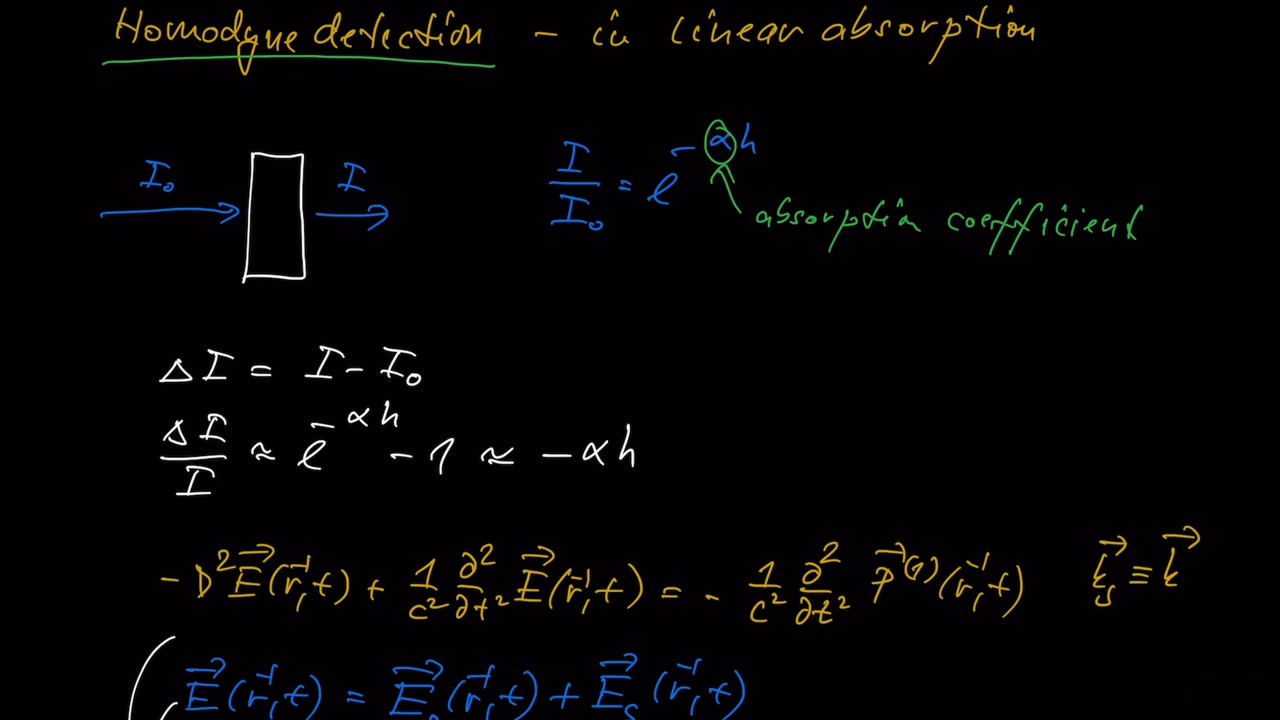 Homodyne detection - in linear absorption
I₀ I
I/I₀ = e^{-αh}
absorption coefficient
ΔI = I - I₀
ΔI/I ≈ e^{-αh} - 1 ≈ -αh
-∇²E⃗(r⃗,t) + 1/c² ∂²/∂t² E⃗(r⃗,t) = - 1/c² ∂²/∂t² P⃗⁽¹⁾(r⃗,t) k⃗ₛ ≡ k⃗
E⃗(r⃗,t) = E⃗₀(r⃗,t) + E⃗ₛ(r⃗,t)